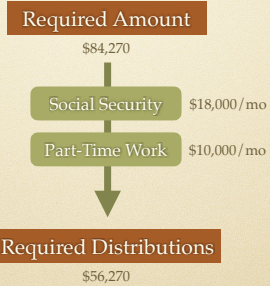 Required Amount
$84,270
Social Security $18,000/mo
Part-Time Work $10,000/mo
Required Distributions
$56,270